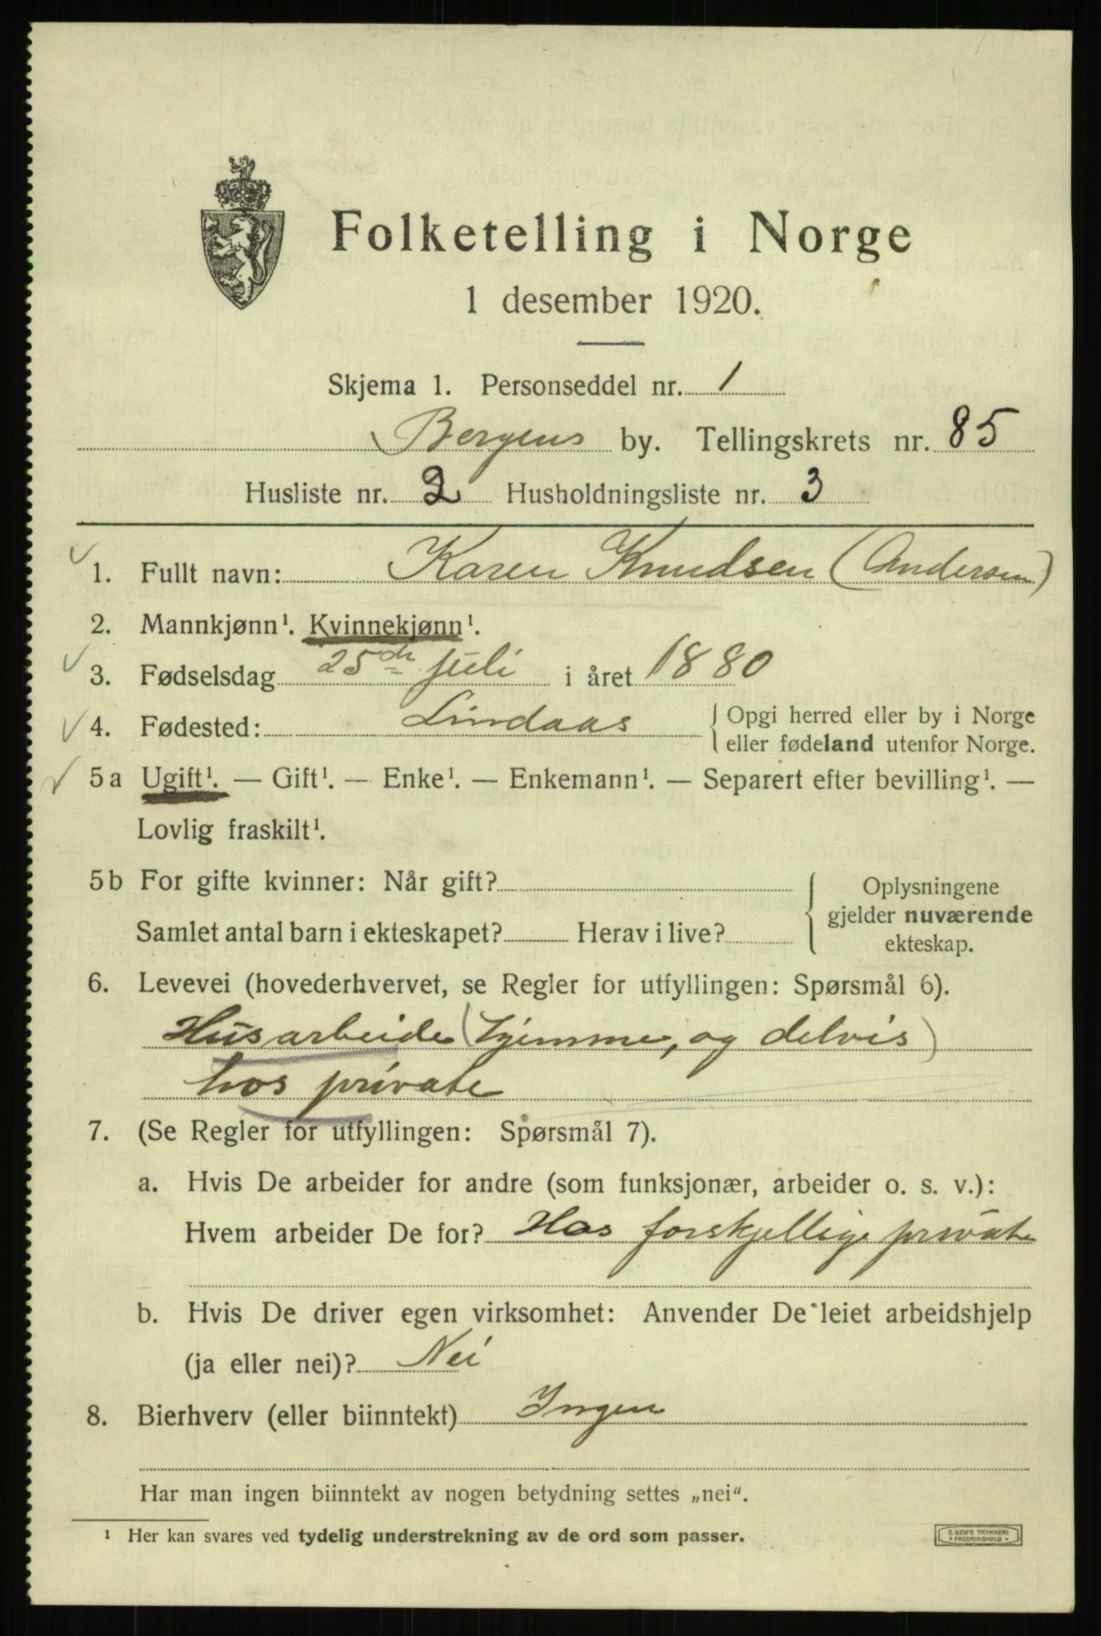 Folketelling i Norge
1 desember 1920.
Skjema 1. Personseddel nr. 1
Bergens by. Tellingskrets nr. 85
Husliste nr. 2 Husholdningsliste nr. 3
1. Fullt navn: Karen Knudsen (Andersen)
2. Mannkjønn¹. Kvinnekjønn¹.
3. Fødselsdag 25de juli i året 1880
4. Fødested: Lindaas { Opgi herred eller by i Norge
eller fødeland utenfor Norge.
5a Ugift¹. — Gift¹. — Enke¹. — Enkemann¹. — Separert efter bevilling¹. —
Lovlig fraskilt¹.
5b For gifte kvinner: Når gift? { Oplysningene
gjelder nuværende
Samlet antal barn i ekteskapet? Herav i live? ekteskap.
6. Levevei (hovederhvervet, se Regler for utfyllingen: Spørsmål 6).
Husarbeide (hjemme, og delvis)
hos private
7. (Se Regler for utfyllingen: Spørsmål 7).
a. Hvis De arbeider for andre (som funksjonær, arbeider o. s. v.):
Hvem arbeider De for? Hos forskjellige private
b. Hvis De driver egen virksomhet: Anvender De leiet arbeidshjelp
(ja eller nei)? Nei
8. Bierhverv (eller biinntekt) Ingen
Har man ingen biinntekt av nogen betydning settes „nei“.
¹ Her kan svares ved tydelig understrekning av de ord som passer.
E. SEM'S TRYKKERI
FREDRIKSHALD